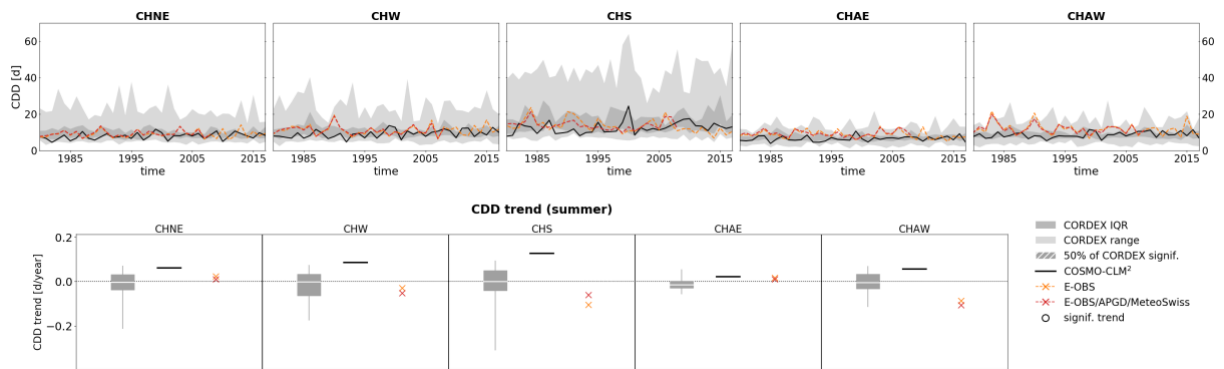 CHNE CHW CHS CHAE CHAW
CDD [d]
60
40
20
0
60
40
20
0
1985 1995 2005 2015 1985 1995 2005 2015 1985 1995 2005 2015 1985 1995 2005 2015 1985 1995 2005 2015
time time time time time
CDD trend (summer)
CHNE CHW CHS CHAE CHAW
CDD trend [d/year]
0.2
0.0
−0.2
CORDEX IQR
CORDEX range
50% of CORDEX signif.
COSMO-CLM²
E-OBS
E-OBS/APGD/MeteoSwiss
signif. trend